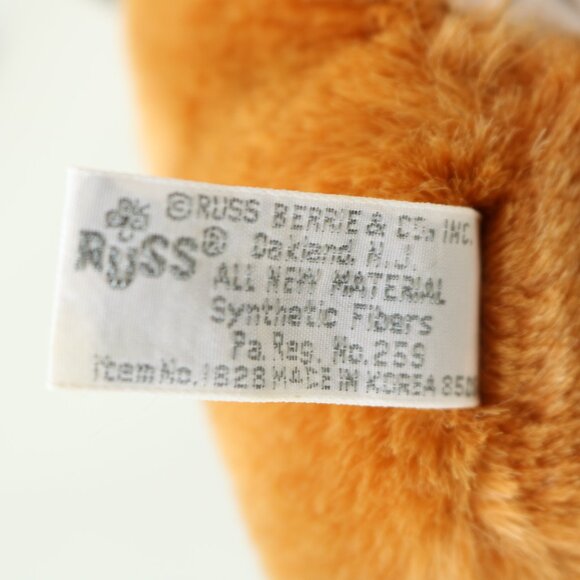 ©RUSS BERRIE & CO., INC.
RUSS®
Oakland, N.J.
ALL NEW MATERIAL
Synthetic Fibers
Pa. Reg. No. 259
Item No. 1828 MADE IN KOREA